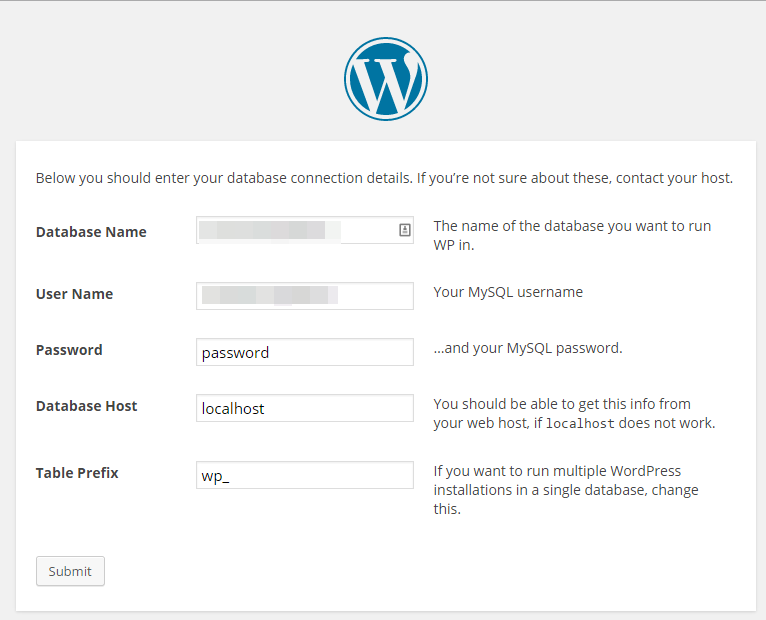 Below you should enter your database connection details. If you’re not sure about these, contact your host.
Database Name
The name of the database you want to run
WP in.
User Name
Your MySQL username
Password
password
…and your MySQL password.
Database Host
localhost
You should be able to get this info from
your web host, if localhost does not work.
Table Prefix
wp_
If you want to run multiple WordPress
installations in a single database, change
this.
Submit